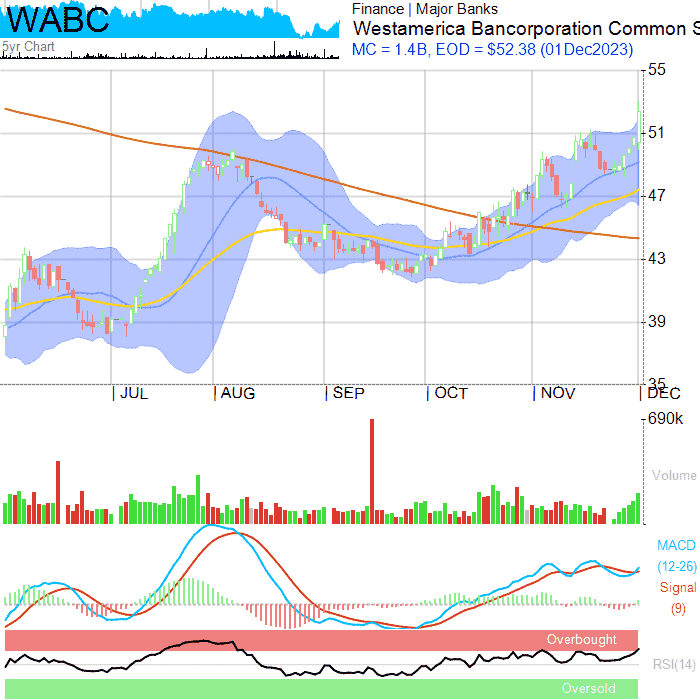 WABC
5yr Chart
Finance | Major Banks
Westamerica Bancorporation Common S
MC = 1.4B, EOD = $52.38 (01Dec2023)
55
51
47
43
39
35
JUL
AUG
SEP
OCT
NOV
DEC
690k
Volume
MACD
(12-26)
Signal
(9)
Overbought
RSI(14)
Oversold